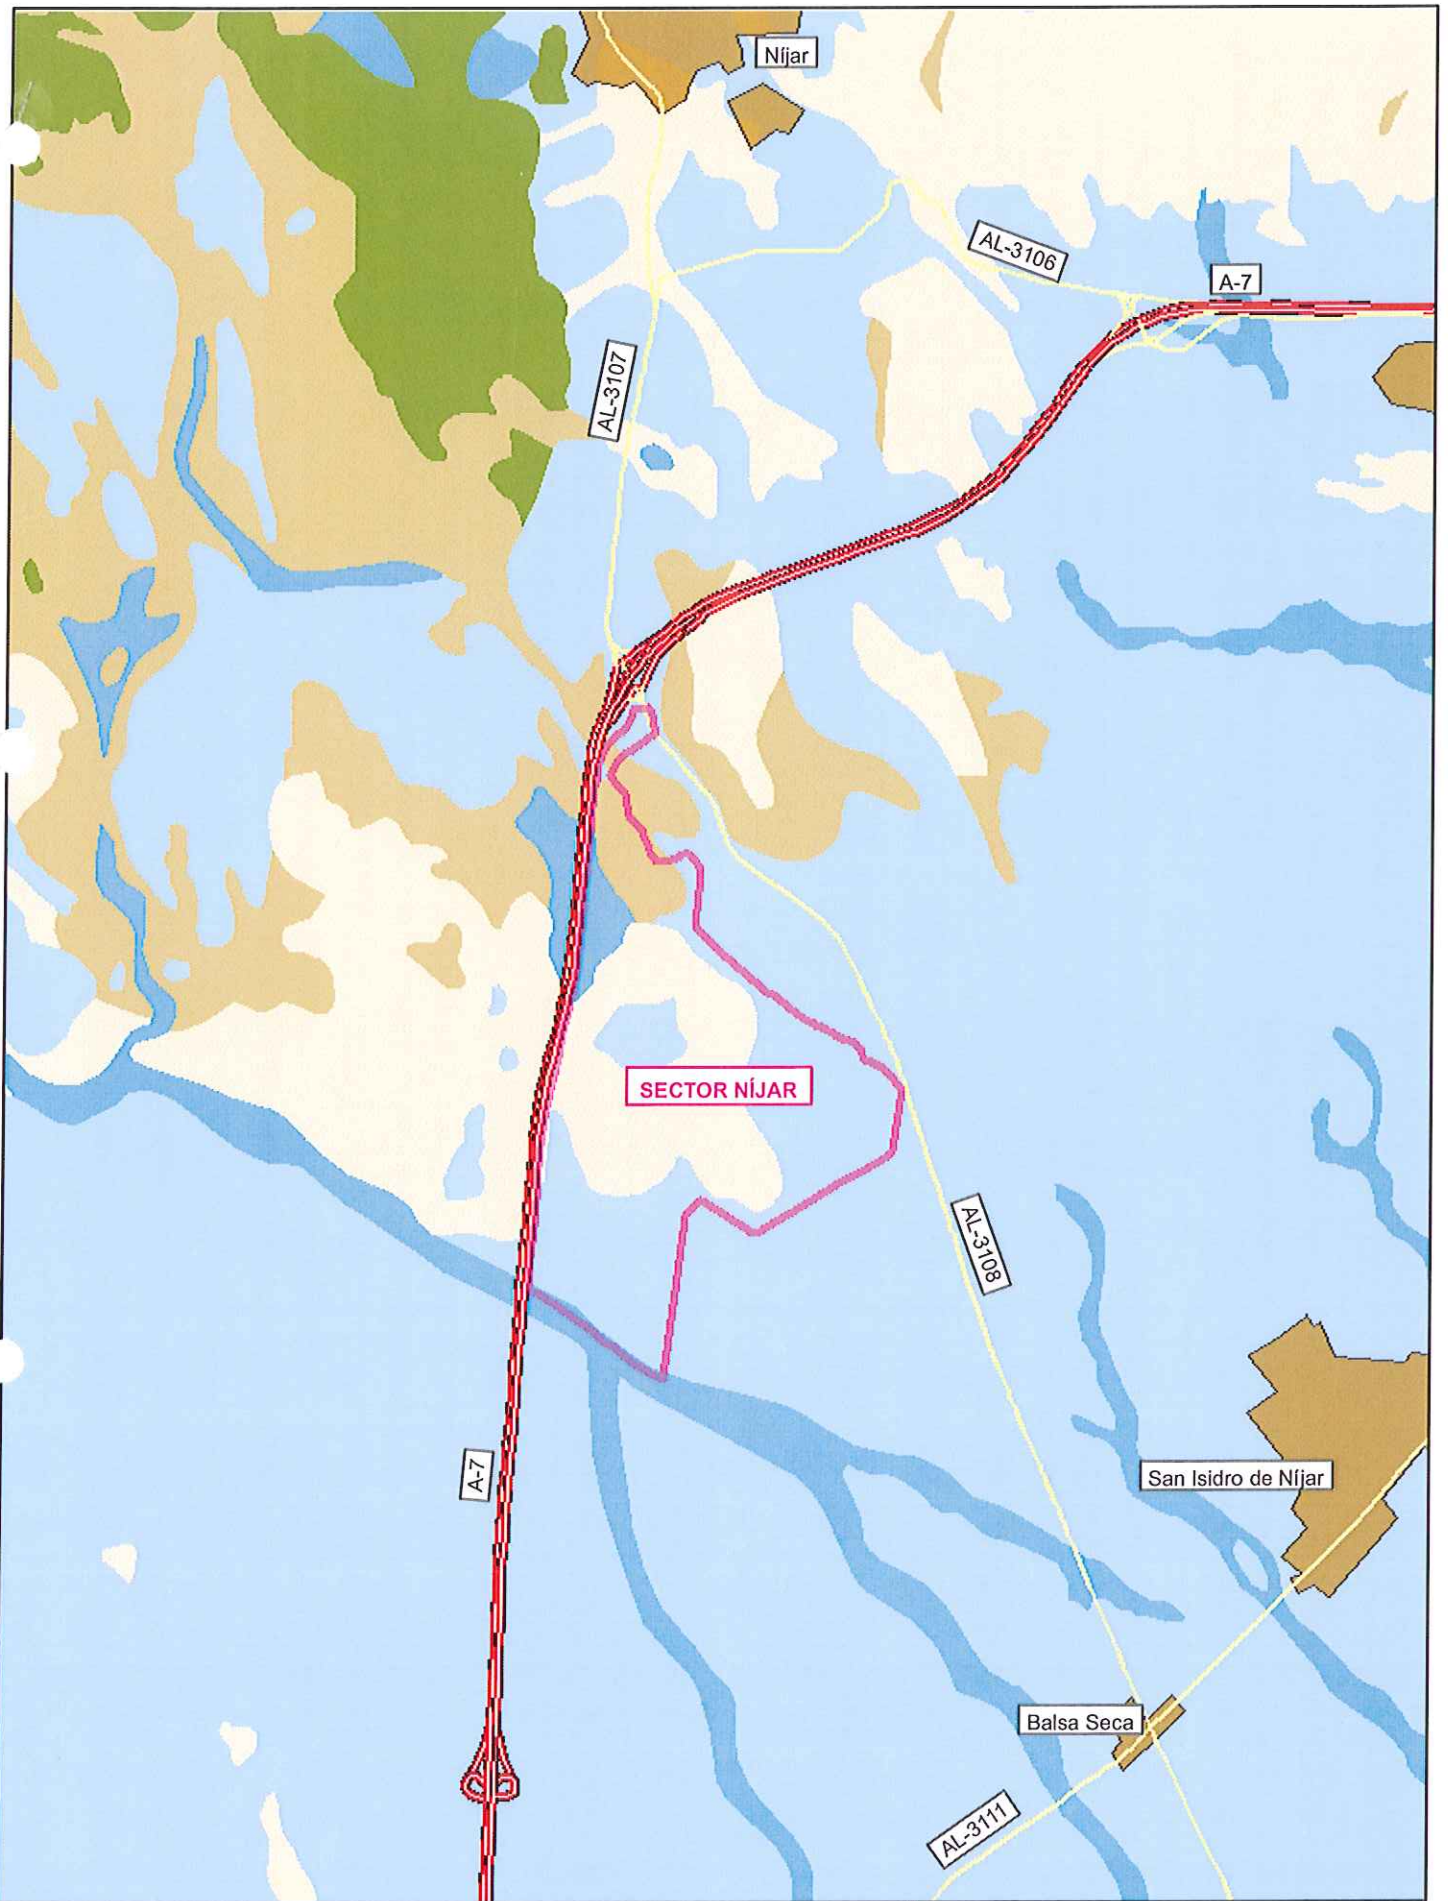 Níjar
AL-3106
A-7
AL-3107
SECTOR NÍJAR
AL-3108
A-7
San Isidro de Níjar
Balsa Seca
AL-3111